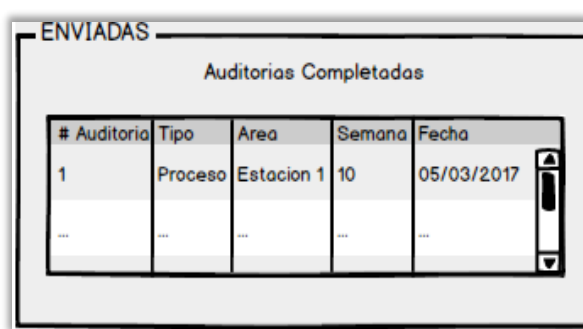 ENVIADAS
Auditorias Completadas
# Auditoria Tipo Area Semana Fecha
1 Proceso Estacion 1 10 05/03/2017
... ... ... ... ...